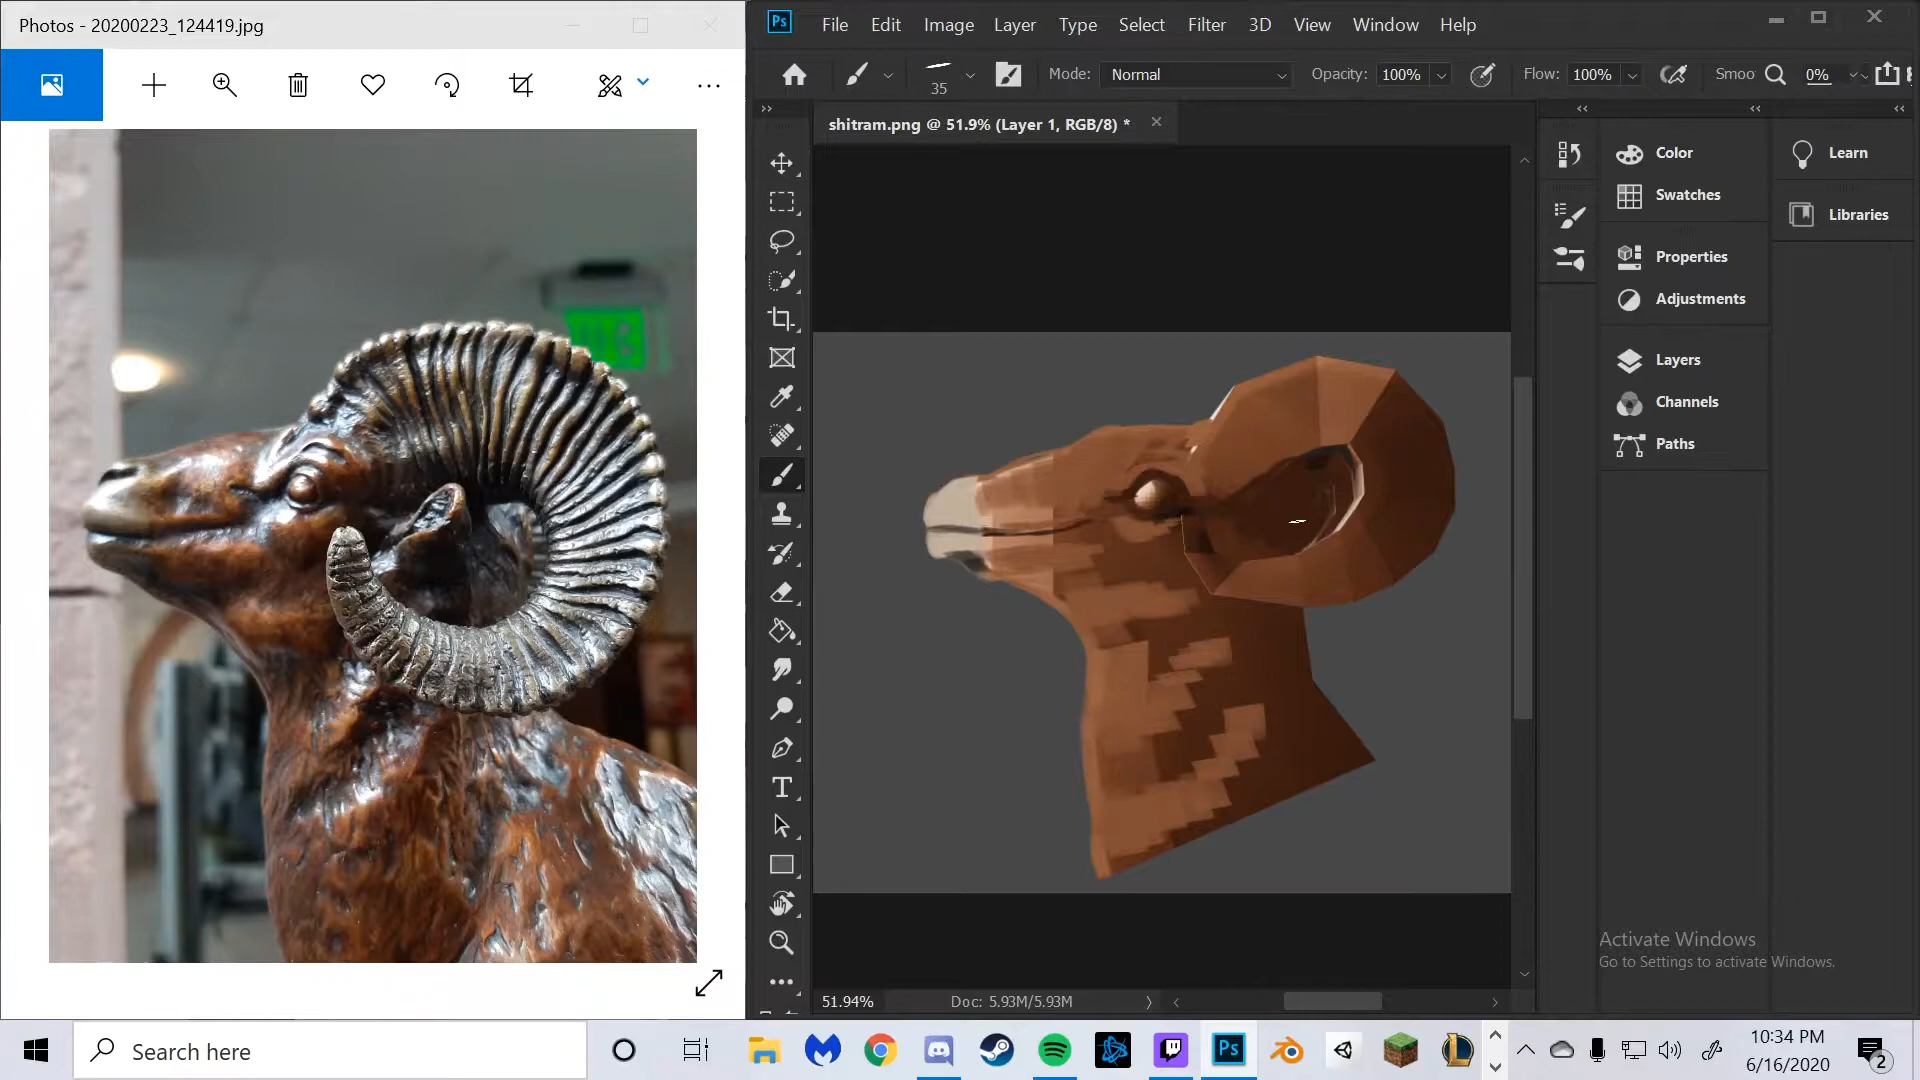 Photos - 20200223_124419.jpg
Ps
File Edit Image Layer Type Select Filter 3D View Window Help
35
Mode: Normal
Opacity: 100%
Flow: 100%
Smoo
0%
shitram.png @ 51.9% (Layer 1, RGB/8) *
Color
Swatches
Properties
Adjustments
Layers
Channels
Paths
Learn
Libraries
Activate Windows
Go to Settings to activate Windows.
51.94%
Doc: 5.93M/5.93M
Search here
Ps
10:34 PM
6/16/2020
2